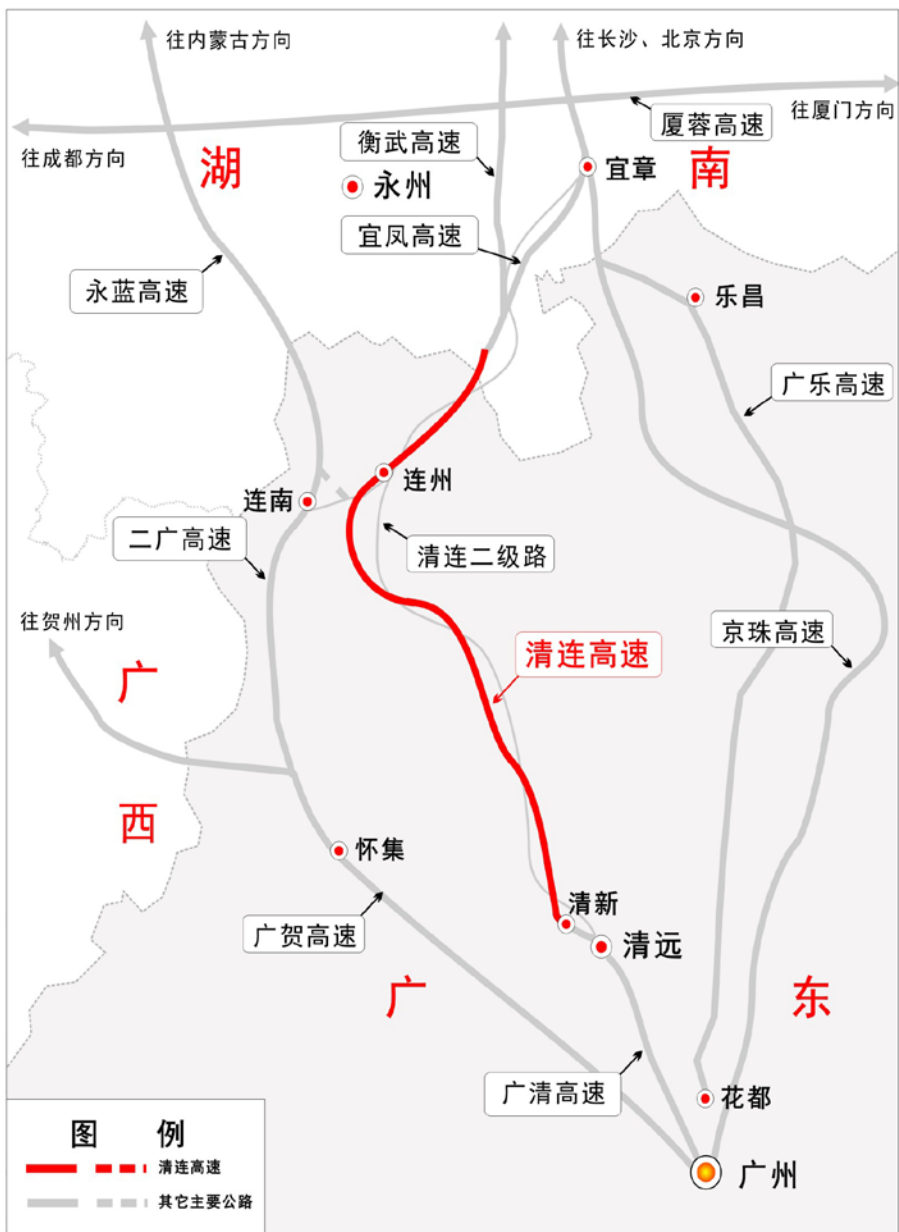 往内蒙古方向
往长沙、北京方向
往厦门方向
厦蓉高速
往成都方向
湖
衡武高速
南
宜章
永州
宜凤高速
永蓝高速
乐昌
广乐高速
连州
连南
二广高速
清连二级路
往贺州方向
京珠高速
清连高速
广
西
怀集
清新
广贺高速
清远
广
东
广清高速
花都
图 例
清连高速
广州
其它主要公路